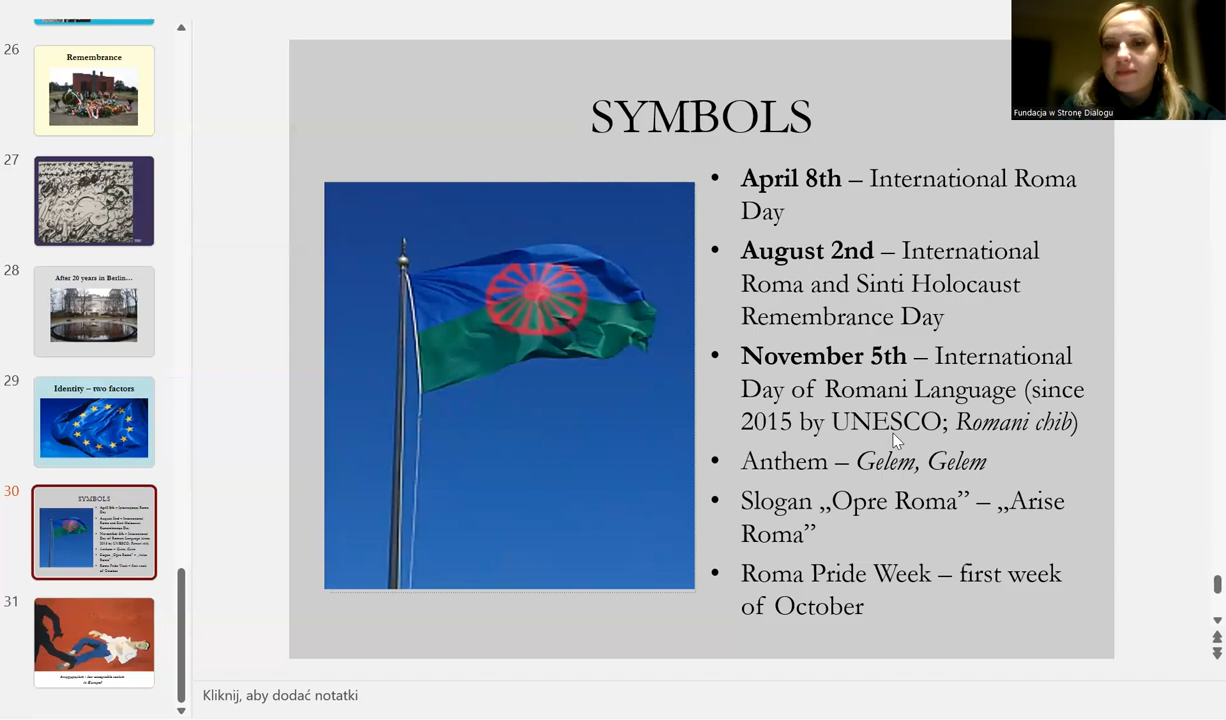 26
Remembrance
27
28
After 20 years in Berlin...
29
Identity – two factors
30
SYMBOLS
31
SYMBOLS
• April 8th – International Roma
Day
• August 2nd – International
Roma and Sinti Holocaust
Remembrance Day
• November 5th – International
Day of Romani Language (since
2015 by UNESCO; Romani chib)
• Anthem – Gelem, Gelem
• Slogan „Opre Roma” – „Arise
Roma”
• Roma Pride Week – first week
of October
Fundacja w Stronę Dialogu
Kliknij, aby dodać notatki